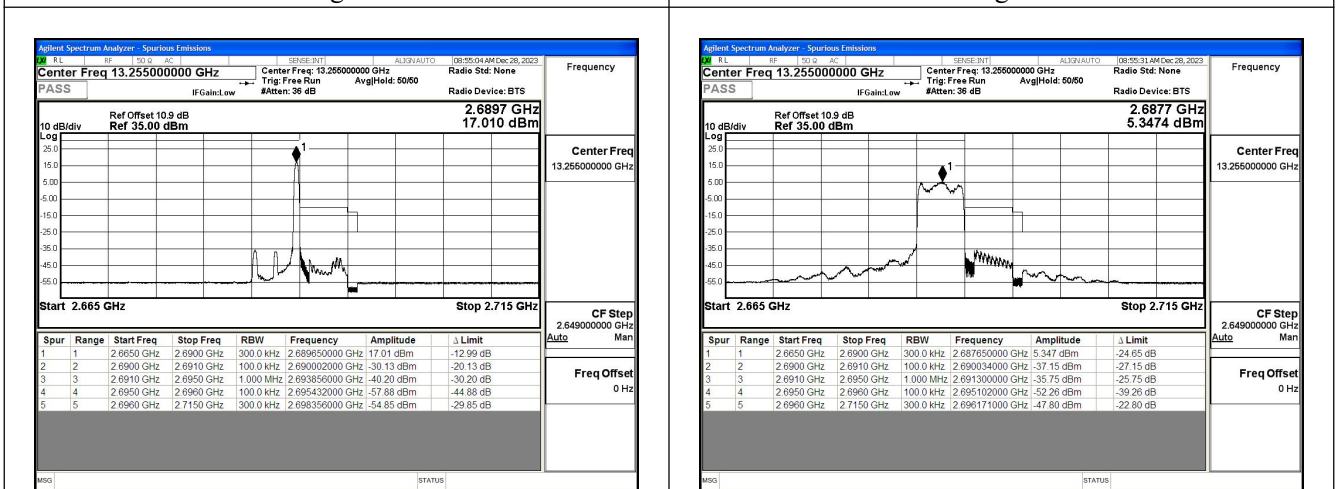 Agilent Spectrum Analyzer - Spurious Emissions
RL RF 50 Ω AC SENSE:INT ALIGN AUTO 08:55:04 AM Dec 28, 2023
Center Freq 13.255000000 GHz Center Freq: 13.255000000 GHz Radio Std: None Frequency
Trig: Free Run Avg|Hold: 50/50
PASS IFGain:Low #Atten: 36 dB Radio Device: BTS
Ref Offset 10.9 dB 2.6897 GHz
10 dB/div Ref 35.00 dBm 17.010 dBm
Log
25.0
15.0
5.00
-5.00
-15.0
-25.0
-35.0
-45.0
-55.0
1
Start 2.665 GHz Stop 2.715 GHz
Spur Range Start Freq Stop Freq RBW Frequency Amplitude Δ Limit
1 1 2.6650 GHz 2.6900 GHz 300.0 kHz 2.689650000 GHz 17.01 dBm -12.99 dB
2 2 2.6900 GHz 2.6910 GHz 100.0 kHz 2.690002000 GHz -30.13 dBm -20.13 dB
3 3 2.6910 GHz 2.6950 GHz 1.000 MHz 2.693856000 GHz -40.20 dBm -30.20 dB
4 4 2.6950 GHz 2.6960 GHz 100.0 kHz 2.695432000 GHz -57.88 dBm -44.88 dB
5 5 2.6960 GHz 2.7150 GHz 300.0 kHz 2.698356000 GHz -54.85 dBm -29.85 dB
MSG STATUS
Center Freq
13.255000000 GHz
CF Step
2.649000000 GHz
Auto Man
Freq Offset
0 Hz
Agilent Spectrum Analyzer - Spurious Emissions
RL RF 50 Ω AC SENSE:INT ALIGN AUTO 08:55:31 AM Dec 28, 2023
Center Freq 13.255000000 GHz Center Freq: 13.255000000 GHz Radio Std: None Frequency
Trig: Free Run Avg|Hold: 50/50
PASS IFGain:Low #Atten: 36 dB Radio Device: BTS
Ref Offset 10.9 dB 2.6877 GHz
10 dB/div Ref 35.00 dBm 5.3474 dBm
Log
25.0
15.0
5.00
-5.00
-15.0
-25.0
-35.0
-45.0
-55.0
1
Start 2.665 GHz Stop 2.715 GHz
Spur Range Start Freq Stop Freq RBW Frequency Amplitude Δ Limit
1 1 2.6650 GHz 2.6900 GHz 300.0 kHz 2.687650000 GHz 5.347 dBm -24.65 dB
2 2 2.6900 GHz 2.6910 GHz 100.0 kHz 2.690034000 GHz -37.15 dBm -27.15 dB
3 3 2.6910 GHz 2.6950 GHz 1.000 MHz 2.691300000 GHz -35.75 dBm -25.75 dB
4 4 2.6950 GHz 2.6960 GHz 100.0 kHz 2.695102000 GHz -52.26 dBm -39.26 dB
5 5 2.6960 GHz 2.7150 GHz 300.0 kHz 2.696171000 GHz -47.80 dBm -22.80 dB
MSG STATUS
Center Freq
13.255000000 GHz
CF Step
2.649000000 GHz
Auto Man
Freq Offset
0 Hz